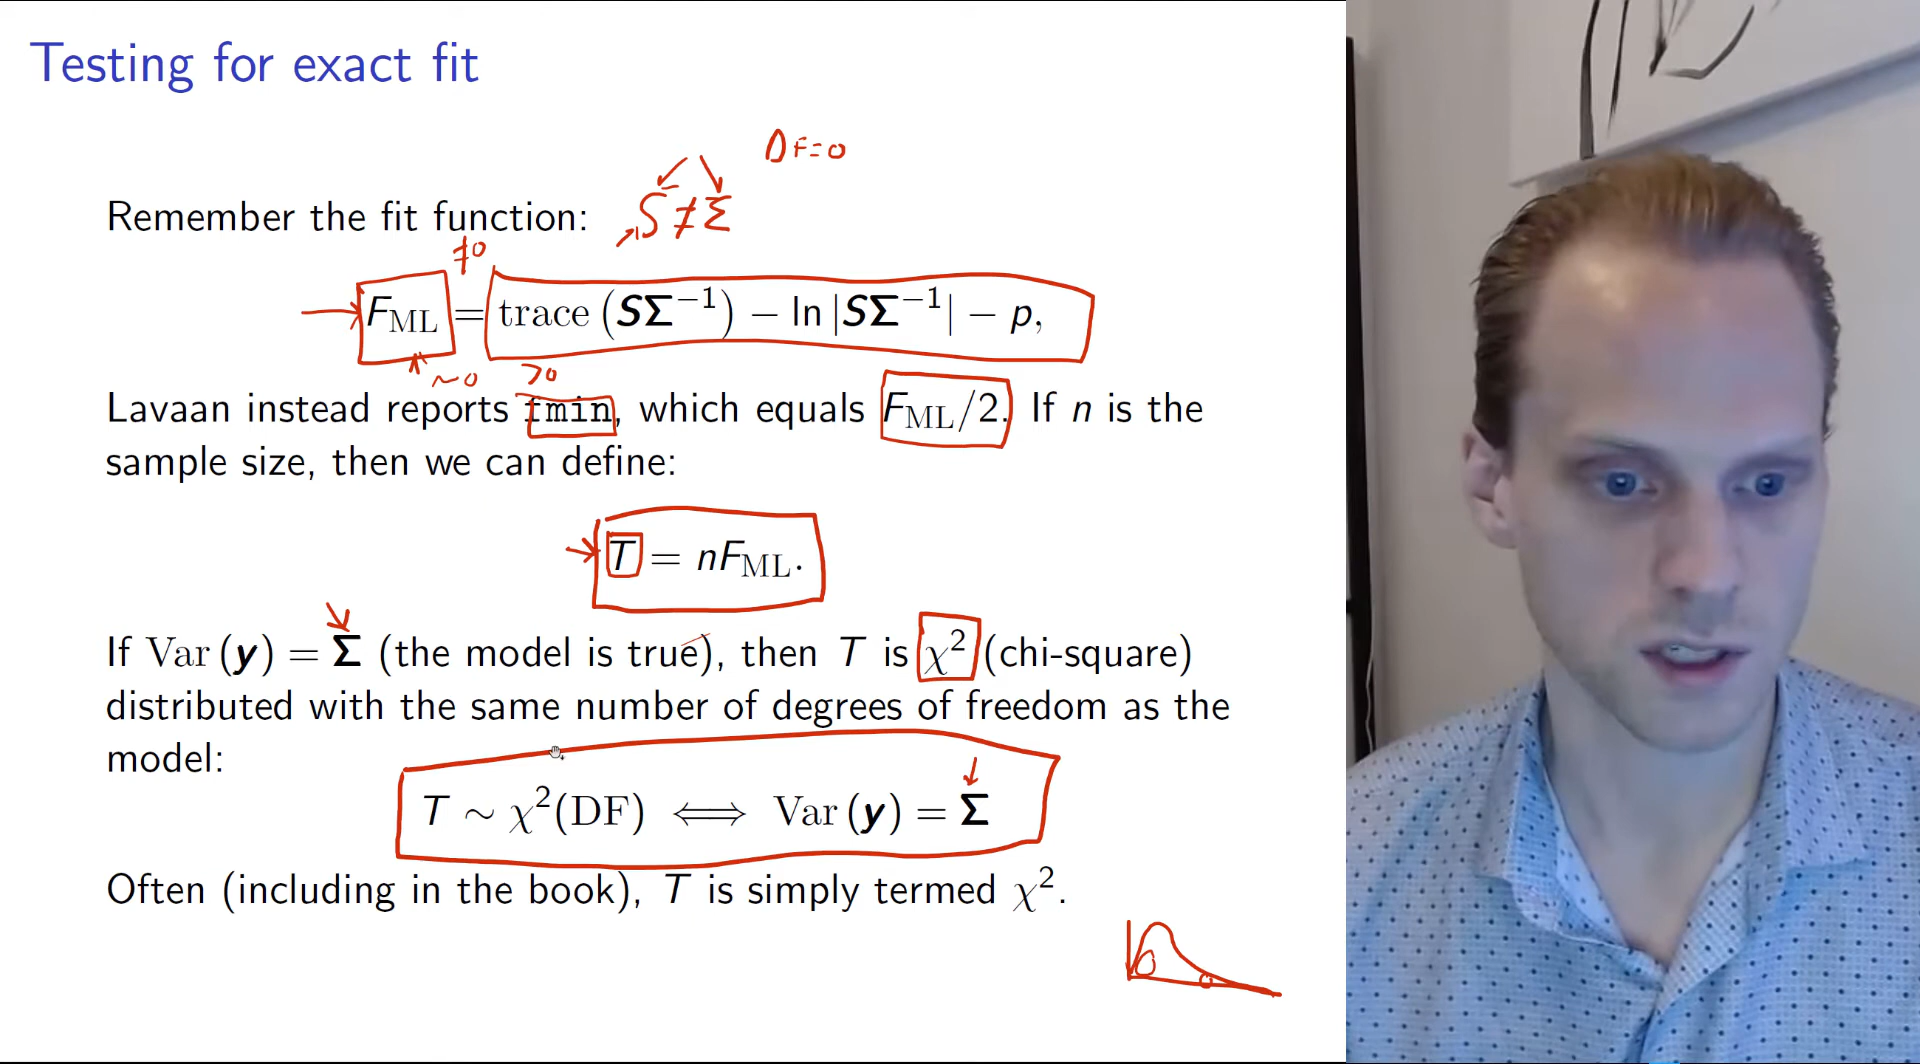 Testing for exact fit
DF=0
Remember the fit function: S≠Σ
≠0
F_ML = trace (SΣ⁻¹) − ln |SΣ⁻¹| − p,
~0 >0
Lavaan instead reports fmin, which equals F_ML/2. If n is the
sample size, then we can define:
T = nF_ML.
If Var (y) = Σ (the model is true), then T is χ² (chi-square)
distributed with the same number of degrees of freedom as the
model:
T ∼ χ²(DF) ⟺ Var (y) = Σ
Often (including in the book), T is simply termed χ².